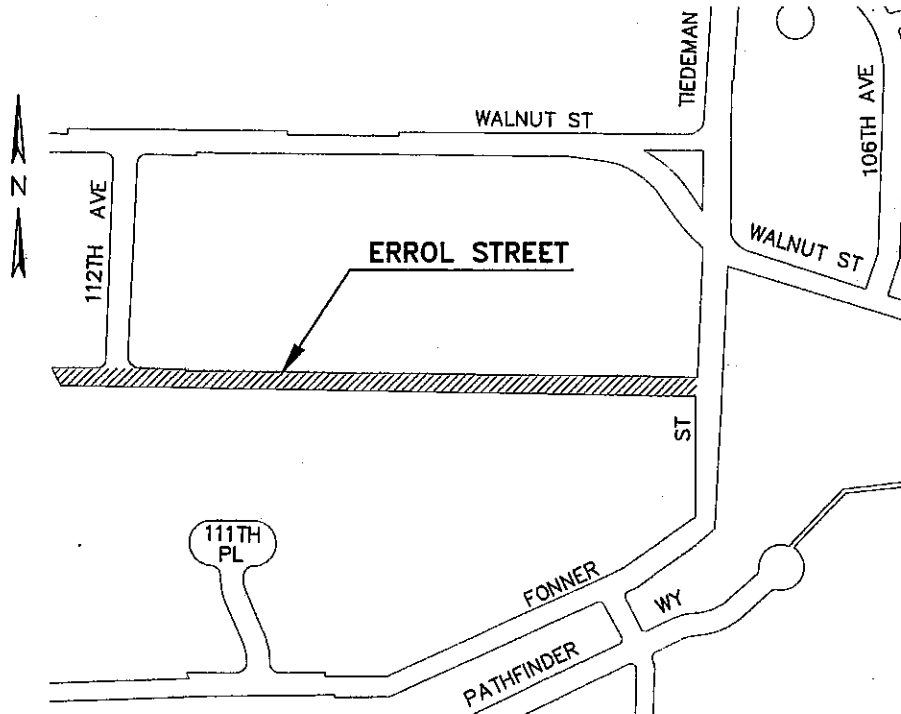 TIEDEMAN
WALNUT ST
106TH AVE
N
112TH AVE
ERROL STREET
WALNUT ST
ST
111TH
PL
FONNER
WY
PATHFINDER